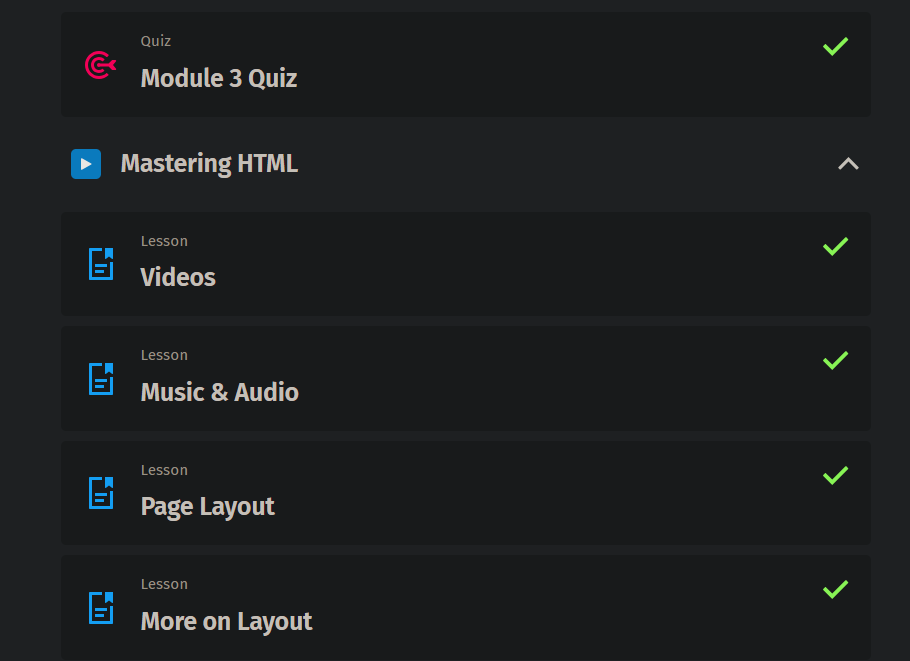 Quiz
Module 3 Quiz
Mastering HTML
Lesson
Videos
Lesson
Music & Audio
Lesson
Page Layout
Lesson
More on Layout